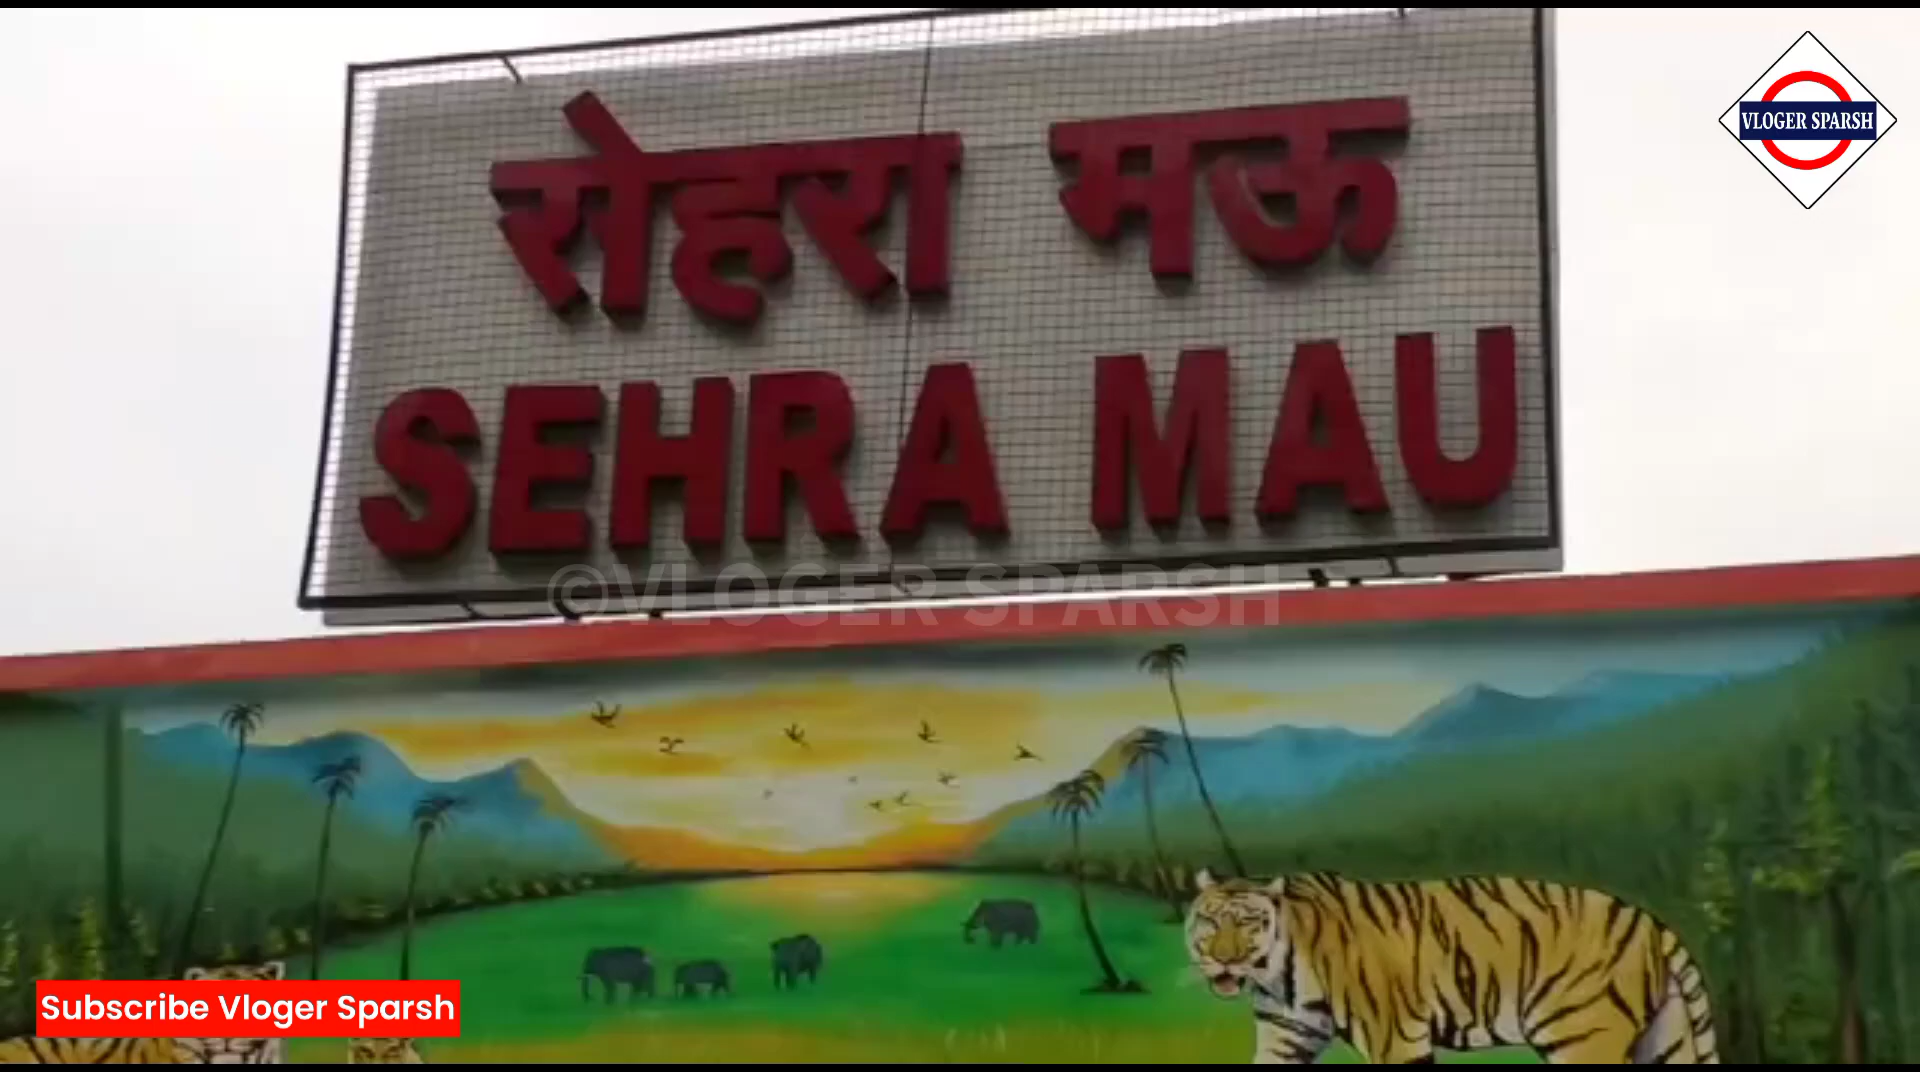 सेहरा मऊ
SEHRA MAU
VLOGER SPARSH
©VLOGER SPARSH
Subscribe Vloger Sparsh